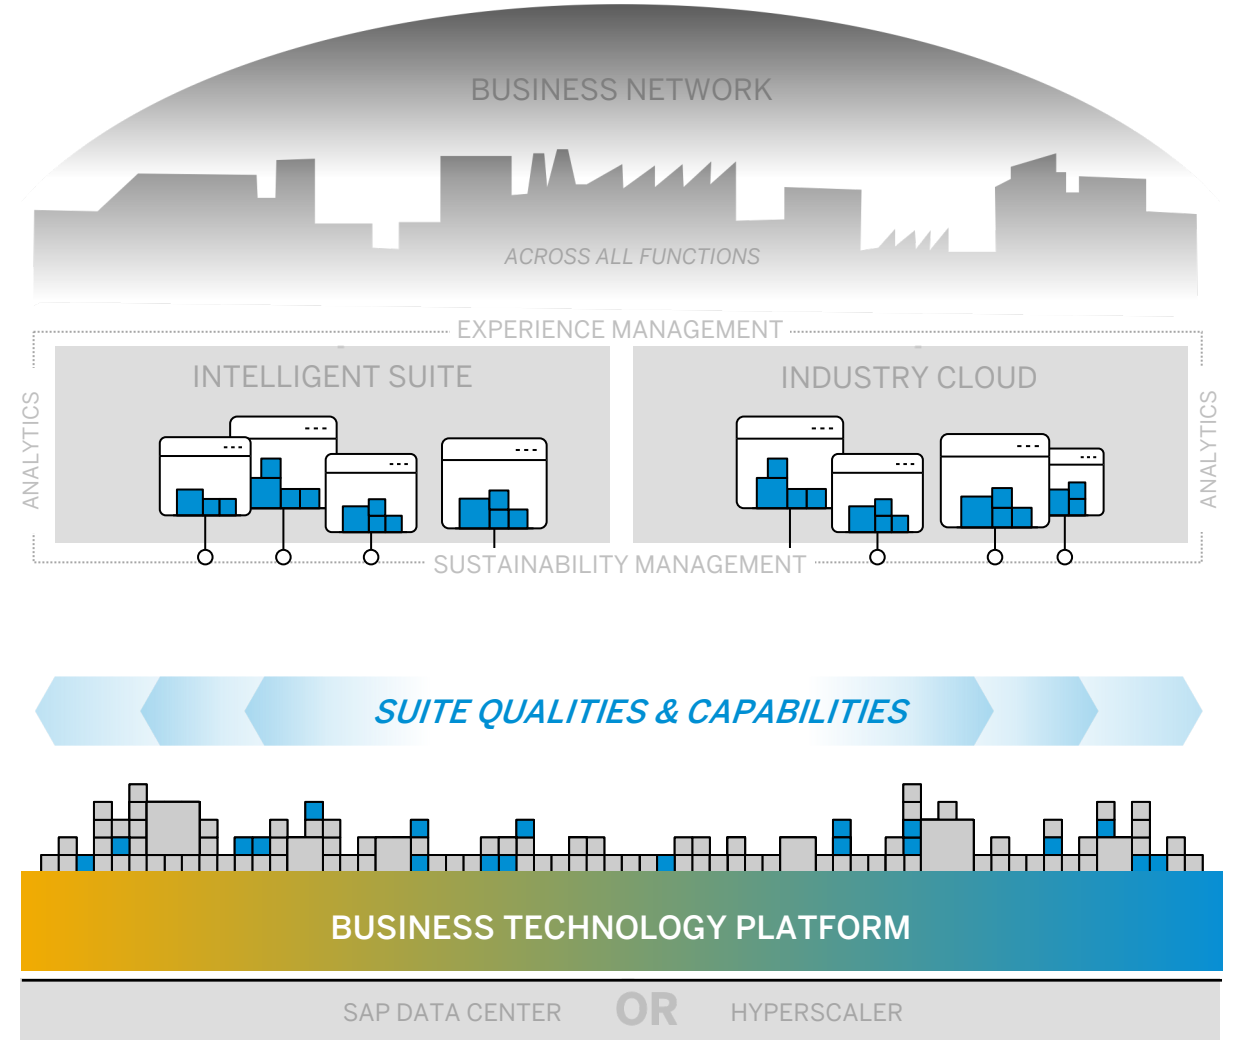 BUSINESS NETWORK
ACROSS ALL FUNCTIONS
EXPERIENCE MANAGEMENT
ANALYTICS
INTELLIGENT SUITE
INDUSTRY CLOUD
ANALYTICS
SUSTAINABILITY MANAGEMENT
SUITE QUALITIES & CAPABILITIES
BUSINESS TECHNOLOGY PLATFORM
SAP DATA CENTER OR HYPERSCALER